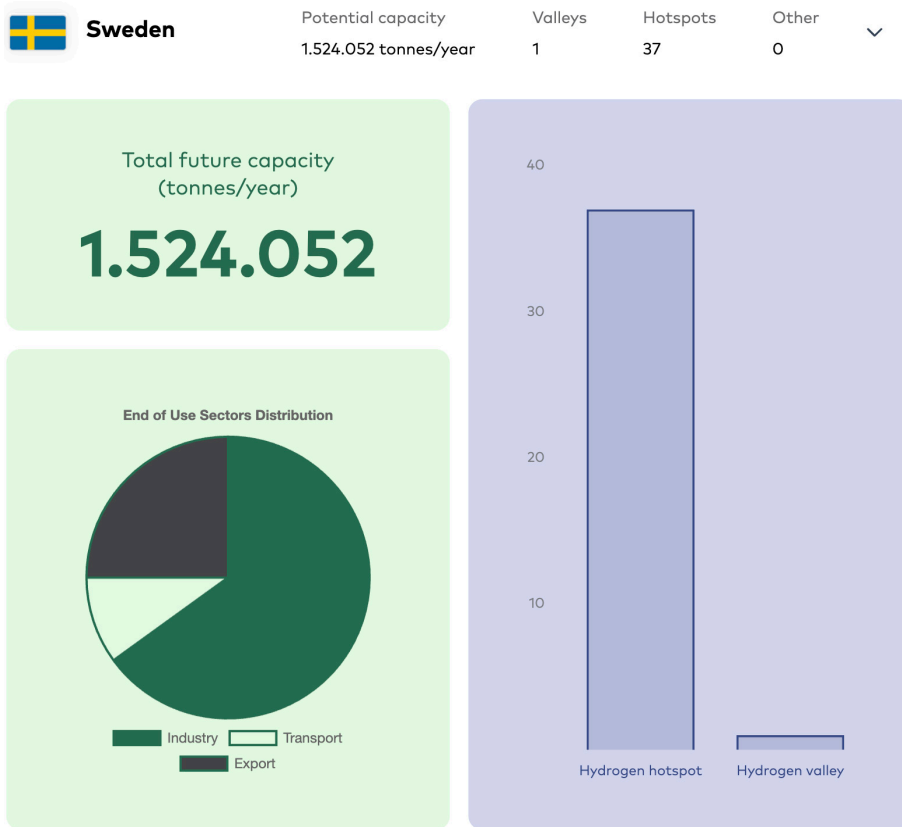 Sweden
Potential capacity
1.524.052 tonnes/year
Valleys
1
Hotspots
37
Other
0
Total future capacity
(tonnes/year)
1.524.052
End of Use Sectors Distribution
Industry
Transport
Export
40
30
20
10
Hydrogen hotspot
Hydrogen valley